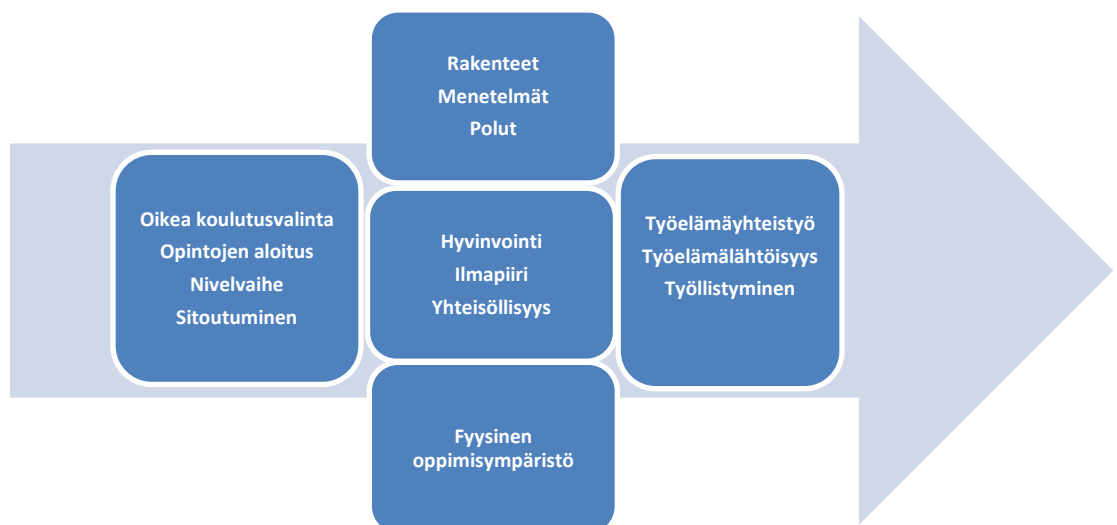 Rakenteet
Menetelmät
Polut
Oikea koulutusvalinta
Opintojen aloitus
Nivelvaihe
Sitoutuminen
Hyvinvointi
Ilmapiiri
Yhteisöllisyys
Työelämäyhteistyö
Työelämälähtöisyys
Työllistyminen
Fyysinen
oppimisympäristö